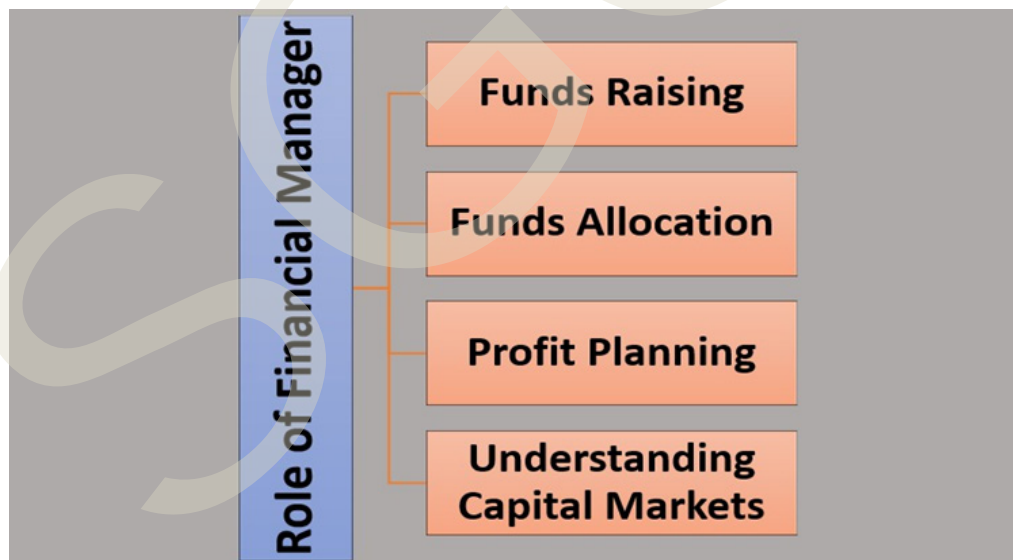 Role of Financial Manager
Funds Raising
Funds Allocation
Profit Planning
Understanding
Capital Markets